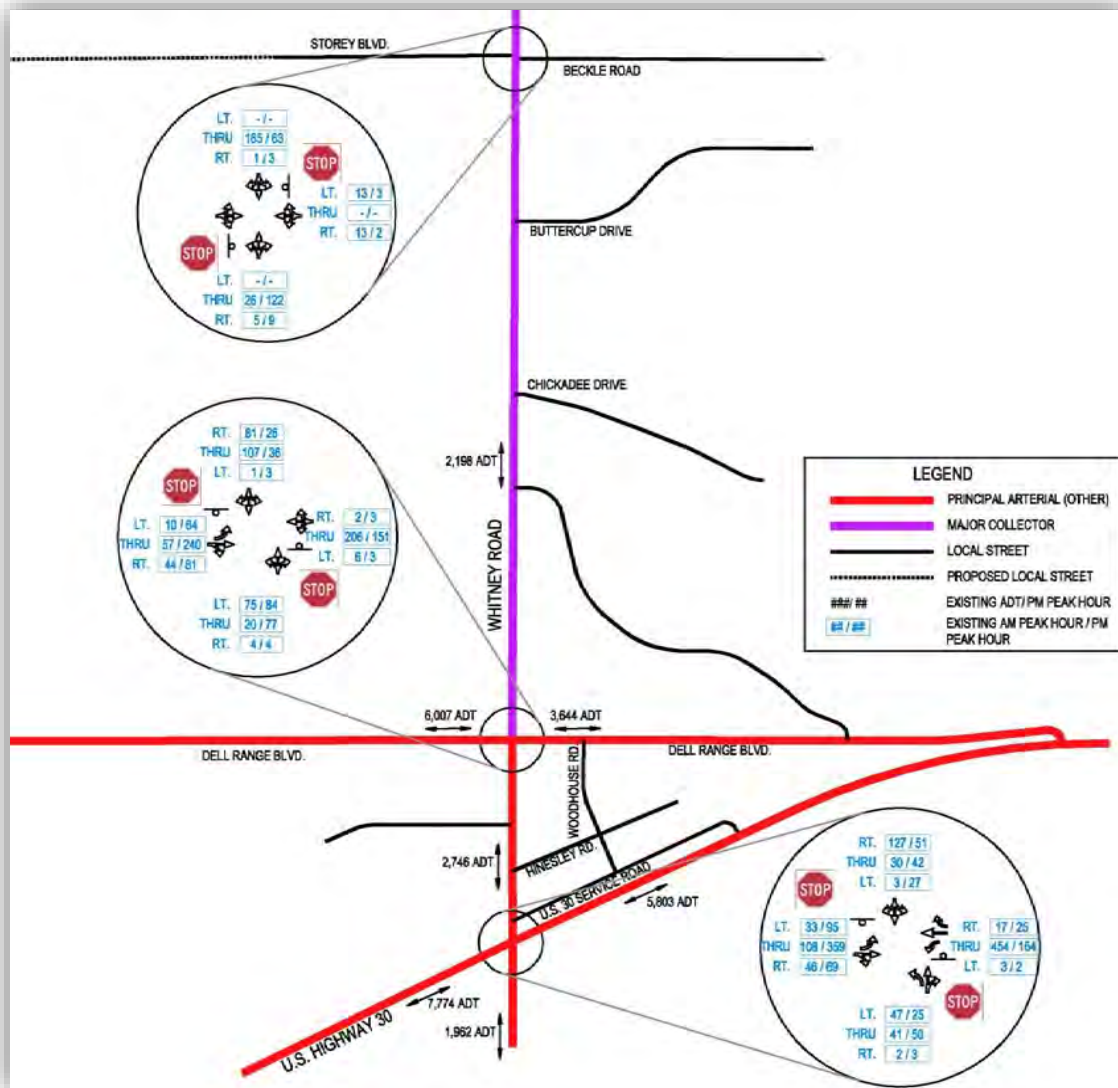 STOREY BLVD.
BECKLE ROAD
LT. - / -
THRU 165 / 63
RT. 1 / 3
STOP
LT. 13 / 3
THRU - / -
RT. 13 / 2
STOP
LT. - / -
THRU 26 / 122
RT. 5 / 9
BUTTERCUP DRIVE
CHICKADEE DRIVE
2,198 ADT
WHITNEY ROAD
RT. 81 / 26
THRU 107 / 36
LT. 1 / 3
STOP
LT. 10 / 64
THRU 57 / 240
RT. 44 / 81
RT. 2 / 3
THRU 206 / 151
LT. 6 / 3
STOP
LT. 75 / 84
THRU 20 / 77
RT. 4 / 4
LEGEND
PRINCIPAL ARTERIAL (OTHER)
MAJOR COLLECTOR
LOCAL STREET
PROPOSED LOCAL STREET
###/ ## EXISTING ADT/ PM PEAK HOUR
## / ## EXISTING AM PEAK HOUR / PM
PEAK HOUR
6,007 ADT
3,644 ADT
DELL RANGE BLVD.
DELL RANGE BLVD.
WOODHOUSE RD.
HINESLEY RD.
2,746 ADT
U.S. 30 SERVICE ROAD
5,803 ADT
7,774 ADT
1,962 ADT
U.S. HIGHWAY 30
RT. 127 / 51
THRU 30 / 42
LT. 3 / 27
STOP
LT. 33 / 95
THRU 108 / 359
RT. 46 / 69
RT. 17 / 25
THRU 454 / 164
LT. 3 / 2
STOP
LT. 47 / 25
THRU 41 / 50
RT. 2 / 3